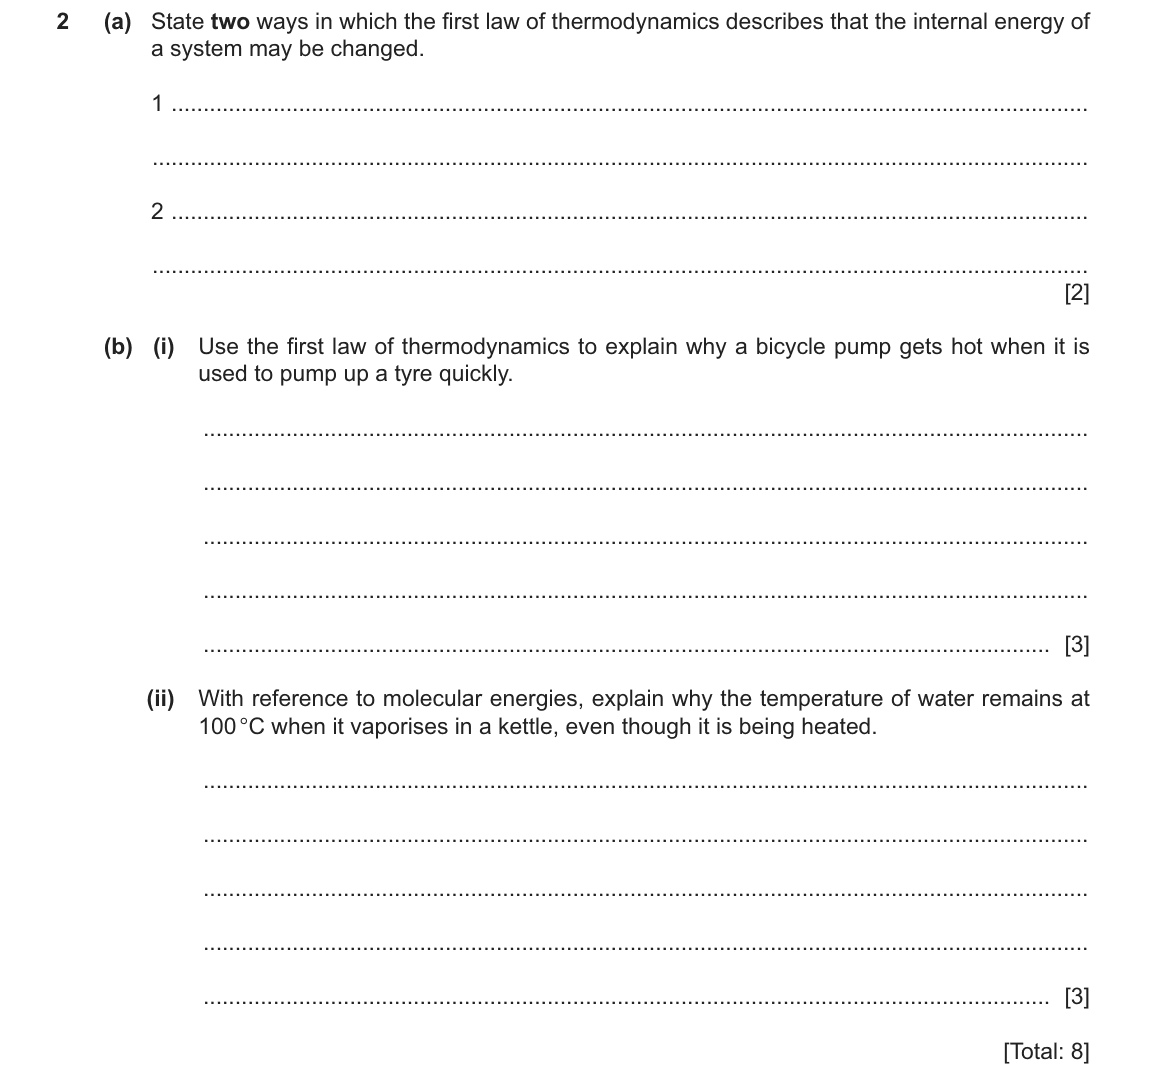 2 (a) State two ways in which the first law of thermodynamics describes that the internal energy of
a system may be changed.
1 ........................................................................................................................
........................................................................................................................
2 ........................................................................................................................
........................................................................................................................
[2]
(b) (i) Use the first law of thermodynamics to explain why a bicycle pump gets hot when it is
used to pump up a tyre quickly.
........................................................................................................................
........................................................................................................................
........................................................................................................................
........................................................................................................................
.................................................................................................................. [3]
(ii) With reference to molecular energies, explain why the temperature of water remains at
100 °C when it vaporises in a kettle, even though it is being heated.
........................................................................................................................
........................................................................................................................
........................................................................................................................
........................................................................................................................
.................................................................................................................. [3]
[Total: 8]